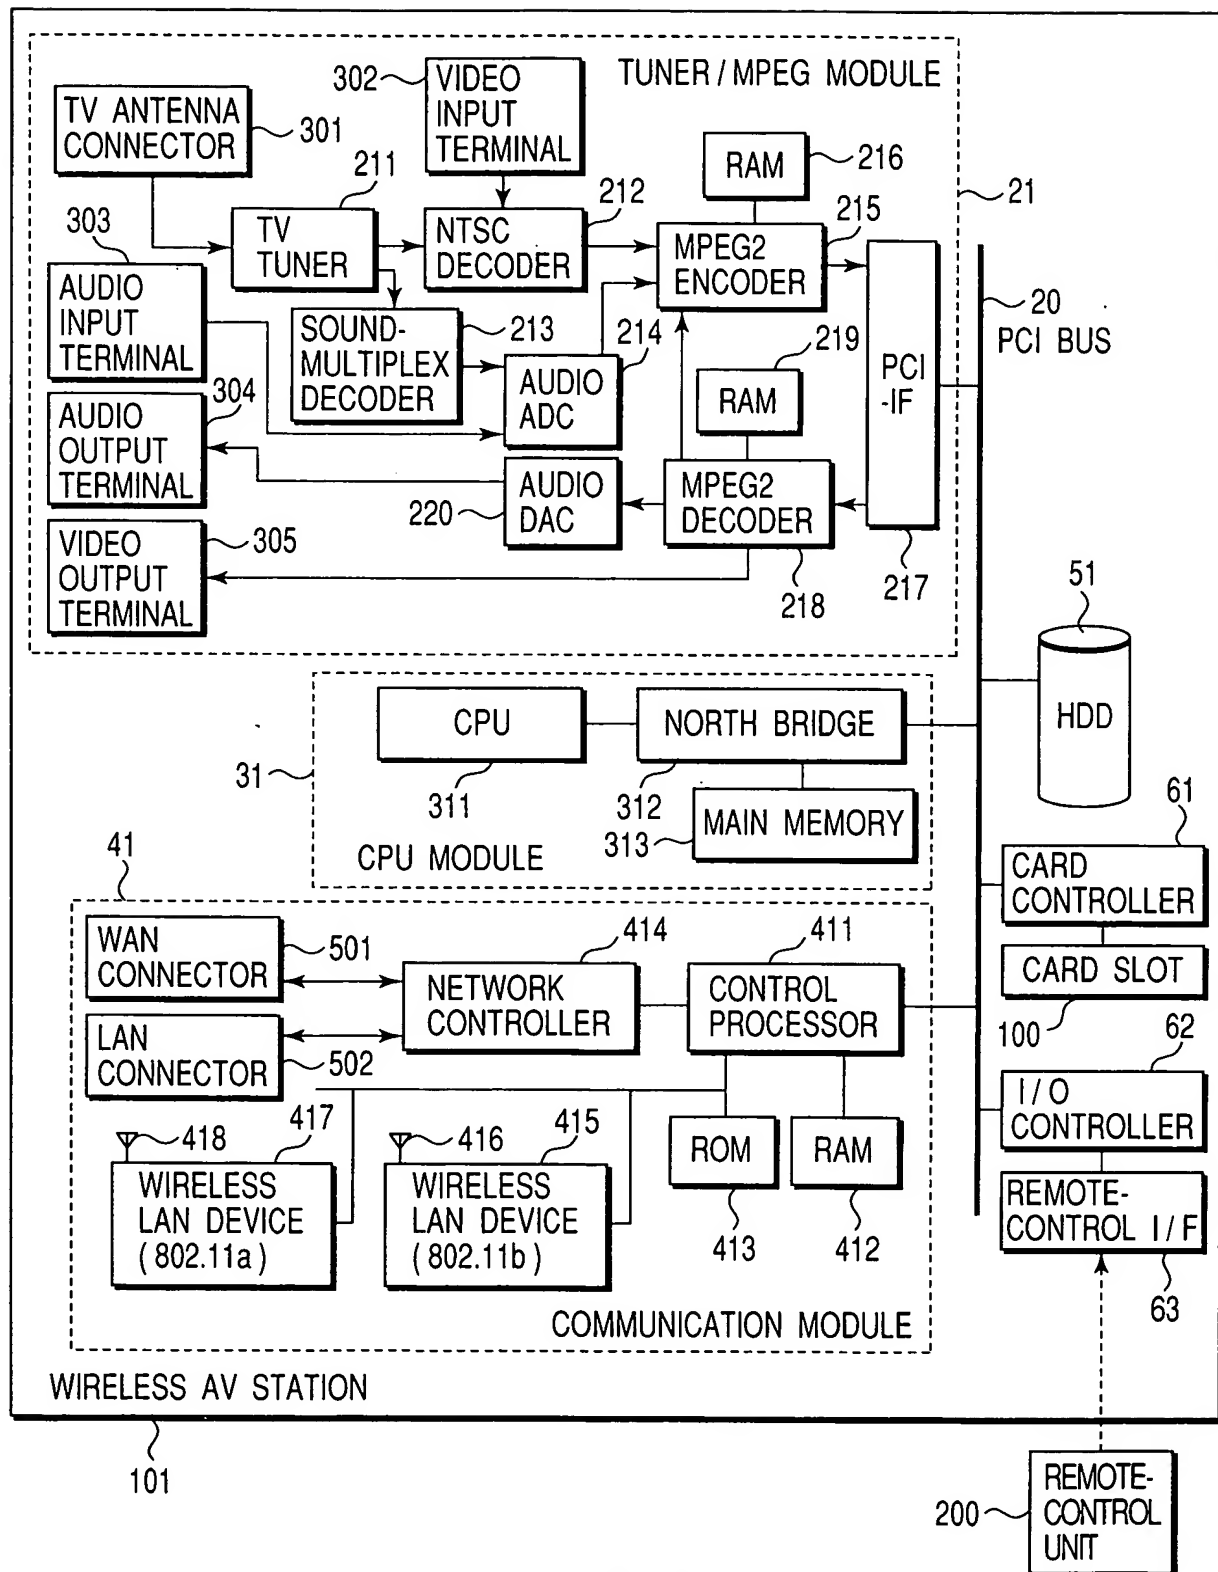 TUNER/MPEG MODULE
TV ANTENNA
CONNECTOR
301
302
VIDEO
INPUT
TERMINAL
RAM
216
211
212
215
21
303
TV
TUNER
NTSC
DECODER
MPEG2
ENCODER
20
PCI BUS
AUDIO
INPUT
TERMINAL
SOUND-
MULTIPLEX
DECODER
213
214
219
PCI
-IF
AUDIO
ADC
RAM
304
AUDIO
OUTPUT
TERMINAL
220
AUDIO
DAC
MPEG2
DECODER
305
VIDEO
OUTPUT
TERMINAL
218
217
51
HDD
CPU
NORTH BRIDGE
31
311
312
313
MAIN MEMORY
CPU MODULE
61
CARD
CONTROLLER
CARD SLOT
100
41
WAN
CONNECTOR
501
414
411
NETWORK
CONTROLLER
CONTROL
PROCESSOR
LAN
CONNECTOR
502
62
I/O
CONTROLLER
418
417
416
415
ROM
RAM
WIRELESS
LAN DEVICE
(802.11a)
WIRELESS
LAN DEVICE
(802.11b)
413
412
REMOTE-
CONTROL I/F
63
COMMUNICATION MODULE
WIRELESS AV STATION
101
200
REMOTE-
CONTROL
UNIT